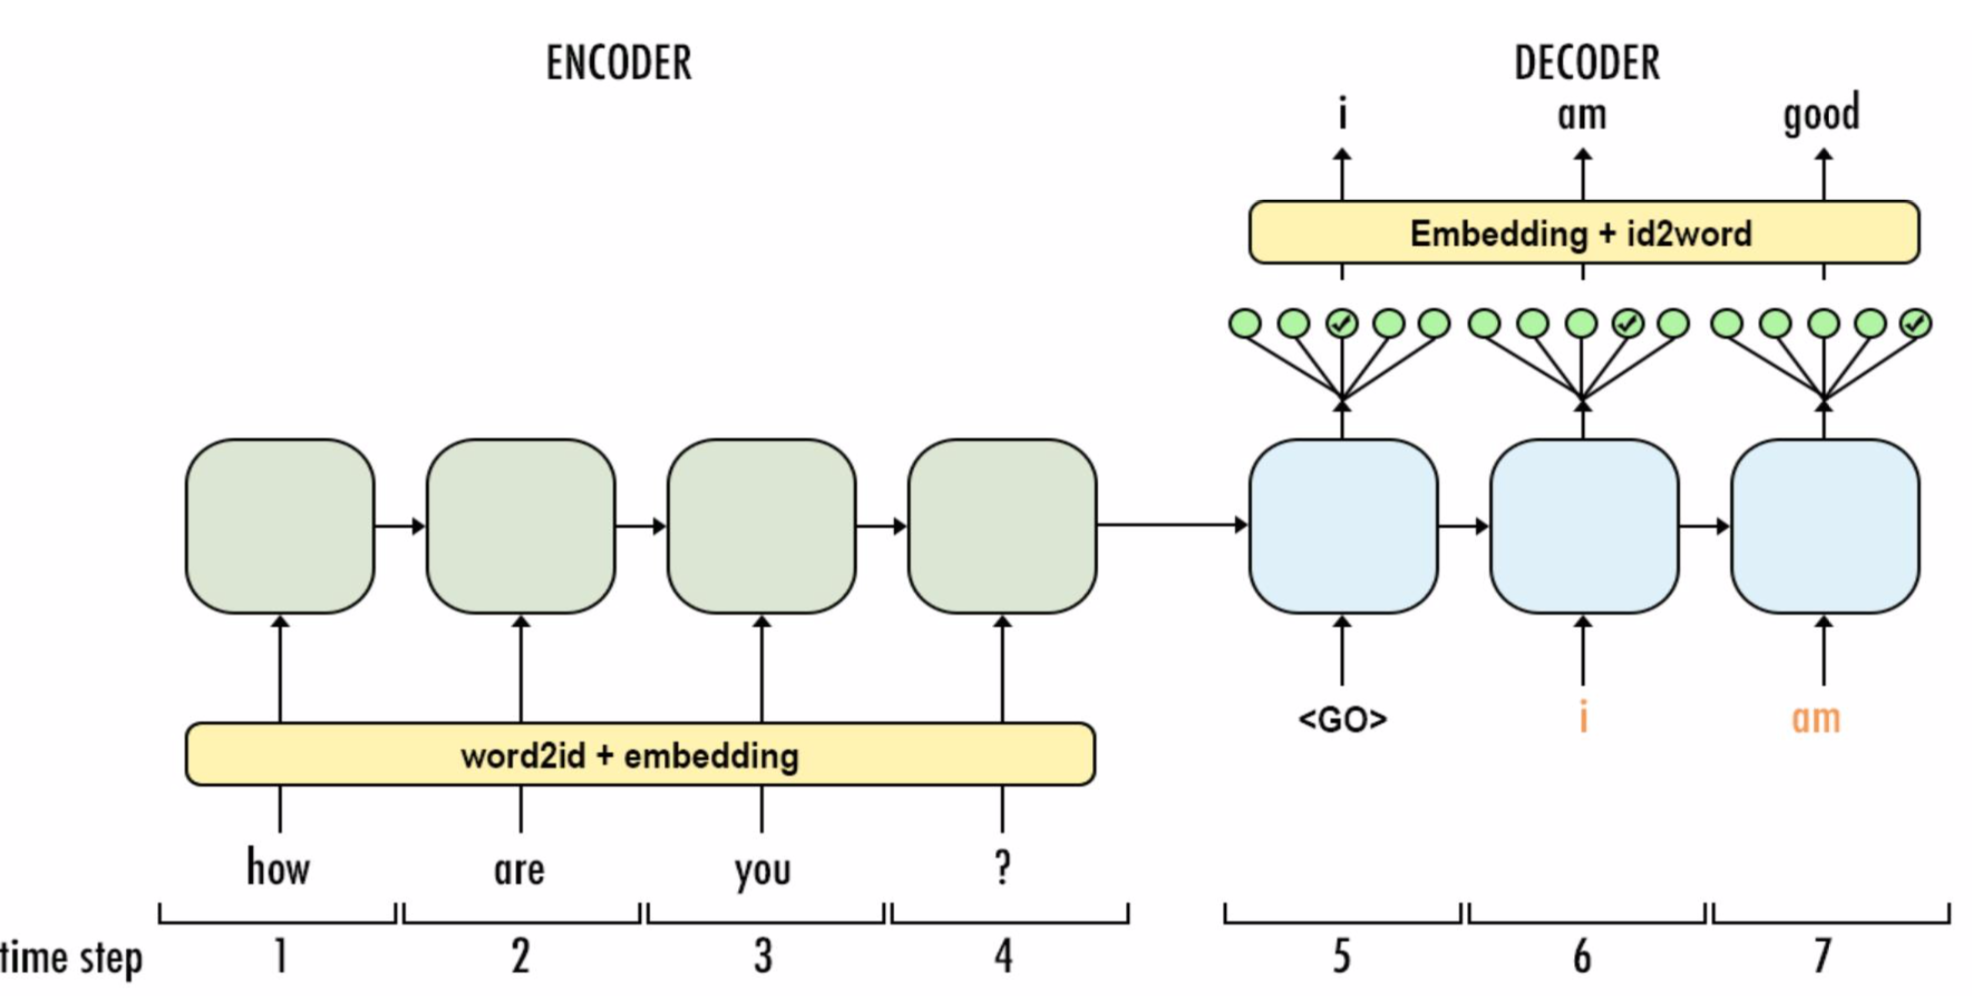 ENCODER
DECODER
i am good
Embedding + id2word
<GO> i am
word2id + embedding
how are you ?
time step 1 2 3 4 5 6 7